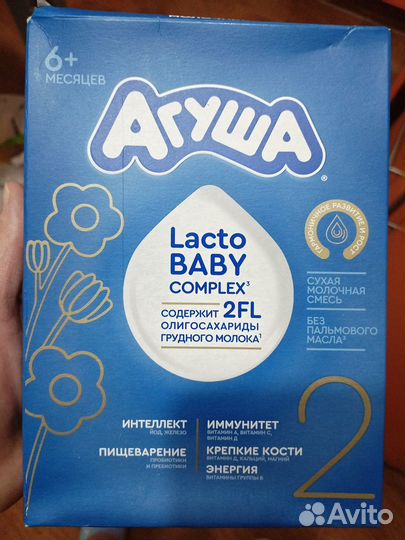 6+
МЕСЯЦЕВ
АГУША
®
ГАРМОНИЧНОЕ РАЗВИТИЕ И РОСТ
Lacto
BABY
COMPLEX³
СОДЕРЖИТ 2FL
ОЛИГОСАХАРИДЫ
ГРУДНОГО МОЛОКА¹
СУХАЯ
МОЛОЧНАЯ
СМЕСЬ
БЕЗ
ПАЛЬМОВОГО
МАСЛА²
2
ИНТЕЛЛЕКТ
ЙОД, ЖЕЛЕЗО
ИММУНИТЕТ
ВИТАМИН А, ВИТАМИН С,
ВИТАМИН Д
ПИЩЕВАРЕНИЕ
ПРОБИОТИКИ
И ПРЕБИОТИКИ
КРЕПКИЕ КОСТИ
ВИТАМИН Д, КАЛЬЦИЙ, МАГНИЙ
ЭНЕРГИЯ
ВИТАМИНЫ ГРУППЫ В
Avito